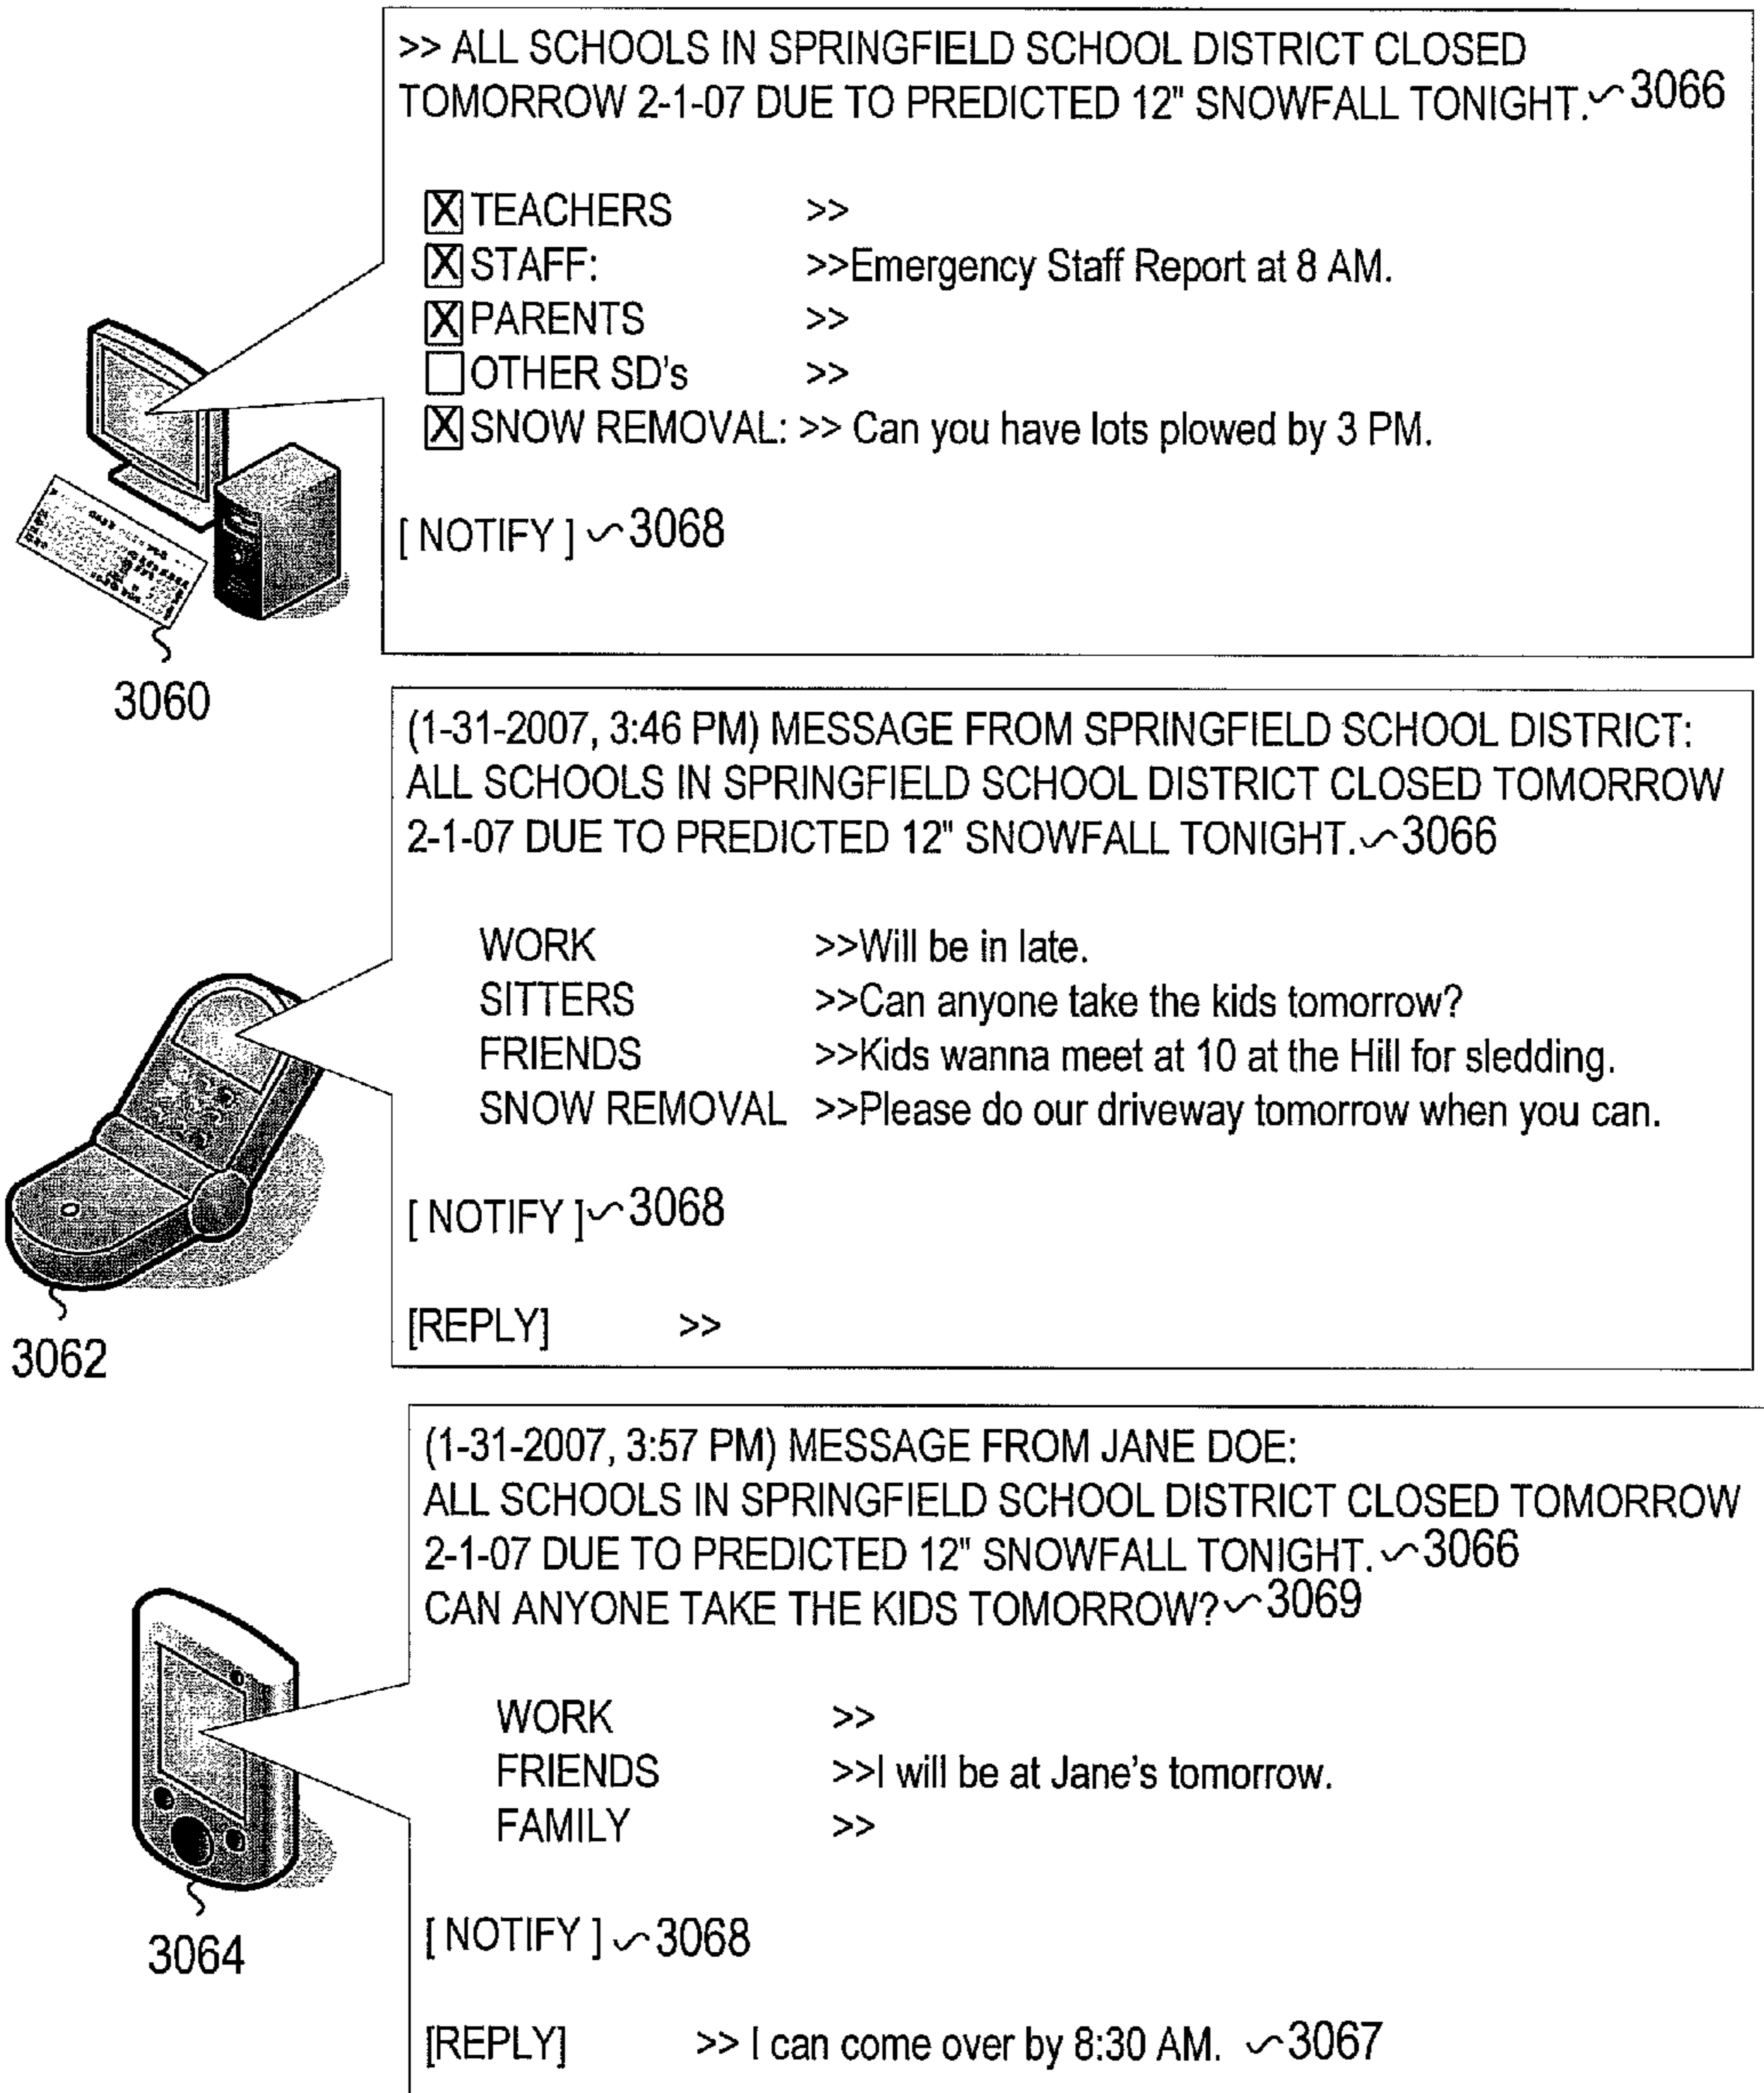 >> ALL SCHOOLS IN SPRINGFIELD SCHOOL DISTRICT CLOSED
TOMORROW 2-1-07 DUE TO PREDICTED 12" SNOWFALL TONIGHT. 3066
X TEACHERS >>
X STAFF: >>Emergency Staff Report at 8 AM.
X PARENTS >>
OTHER SD's >>
X SNOW REMOVAL: >> Can you have lots plowed by 3 PM.
[ NOTIFY ] 3068
3060
(1-31-2007, 3:46 PM) MESSAGE FROM SPRINGFIELD SCHOOL DISTRICT:
ALL SCHOOLS IN SPRINGFIELD SCHOOL DISTRICT CLOSED TOMORROW
2-1-07 DUE TO PREDICTED 12" SNOWFALL TONIGHT. 3066
WORK >>Will be in late.
SITTERS >>Can anyone take the kids tomorrow?
FRIENDS >>Kids wanna meet at 10 at the Hill for sledding.
SNOW REMOVAL >>Please do our driveway tomorrow when you can.
[ NOTIFY ] 3068
[REPLY] >>
3062
(1-31-2007, 3:57 PM) MESSAGE FROM JANE DOE:
ALL SCHOOLS IN SPRINGFIELD SCHOOL DISTRICT CLOSED TOMORROW
2-1-07 DUE TO PREDICTED 12" SNOWFALL TONIGHT. 3066
CAN ANYONE TAKE THE KIDS TOMORROW? 3069
WORK >>
FRIENDS >>I will be at Jane's tomorrow.
FAMILY >>
[ NOTIFY ] 3068
3064
[REPLY] >> I can come over by 8:30 AM. 3067